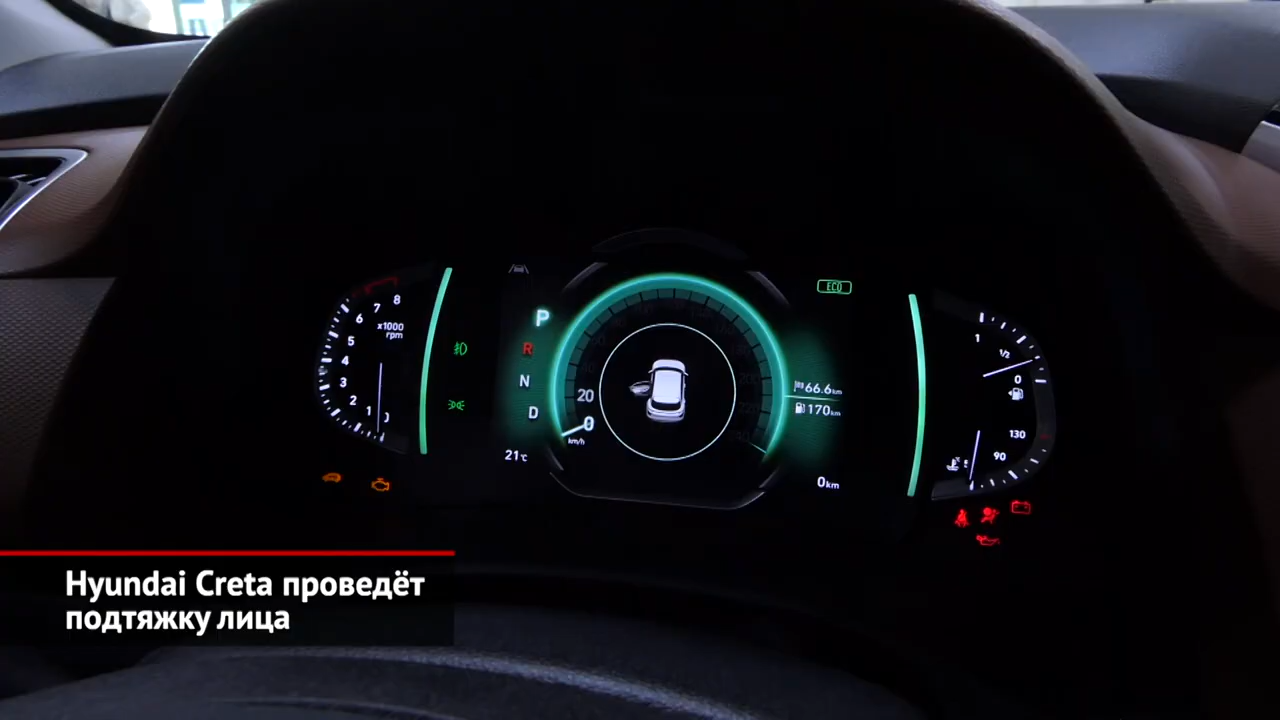 8
7
6
x1000
rpm
5
4
3
2
1
0
P
R
N
D
21°c
20
0
km/h
ECO
66.6km
170km
0km
1
1/2
0
130
90
Hyundai Creta проведёт
подтяжку лица